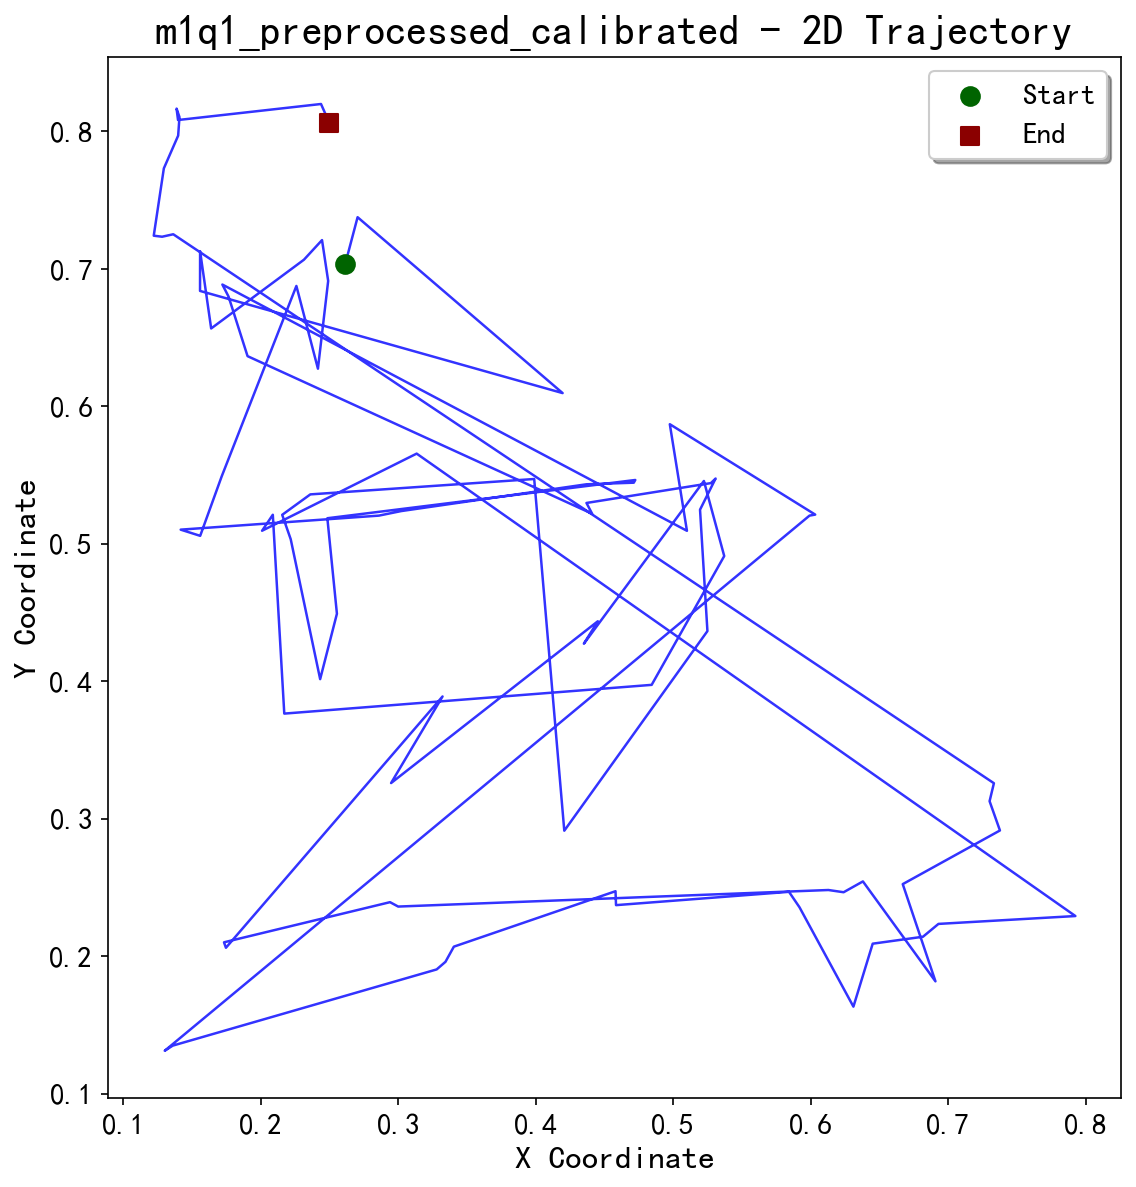 m1q1_preprocessed_calibrated - 2D Trajectory
Start
End
0.8
0.7
0.6
0.5
0.4
0.3
0.2
0.1
Y Coordinate
0.1 0.2 0.3 0.4 0.5 0.6 0.7 0.8
X Coordinate